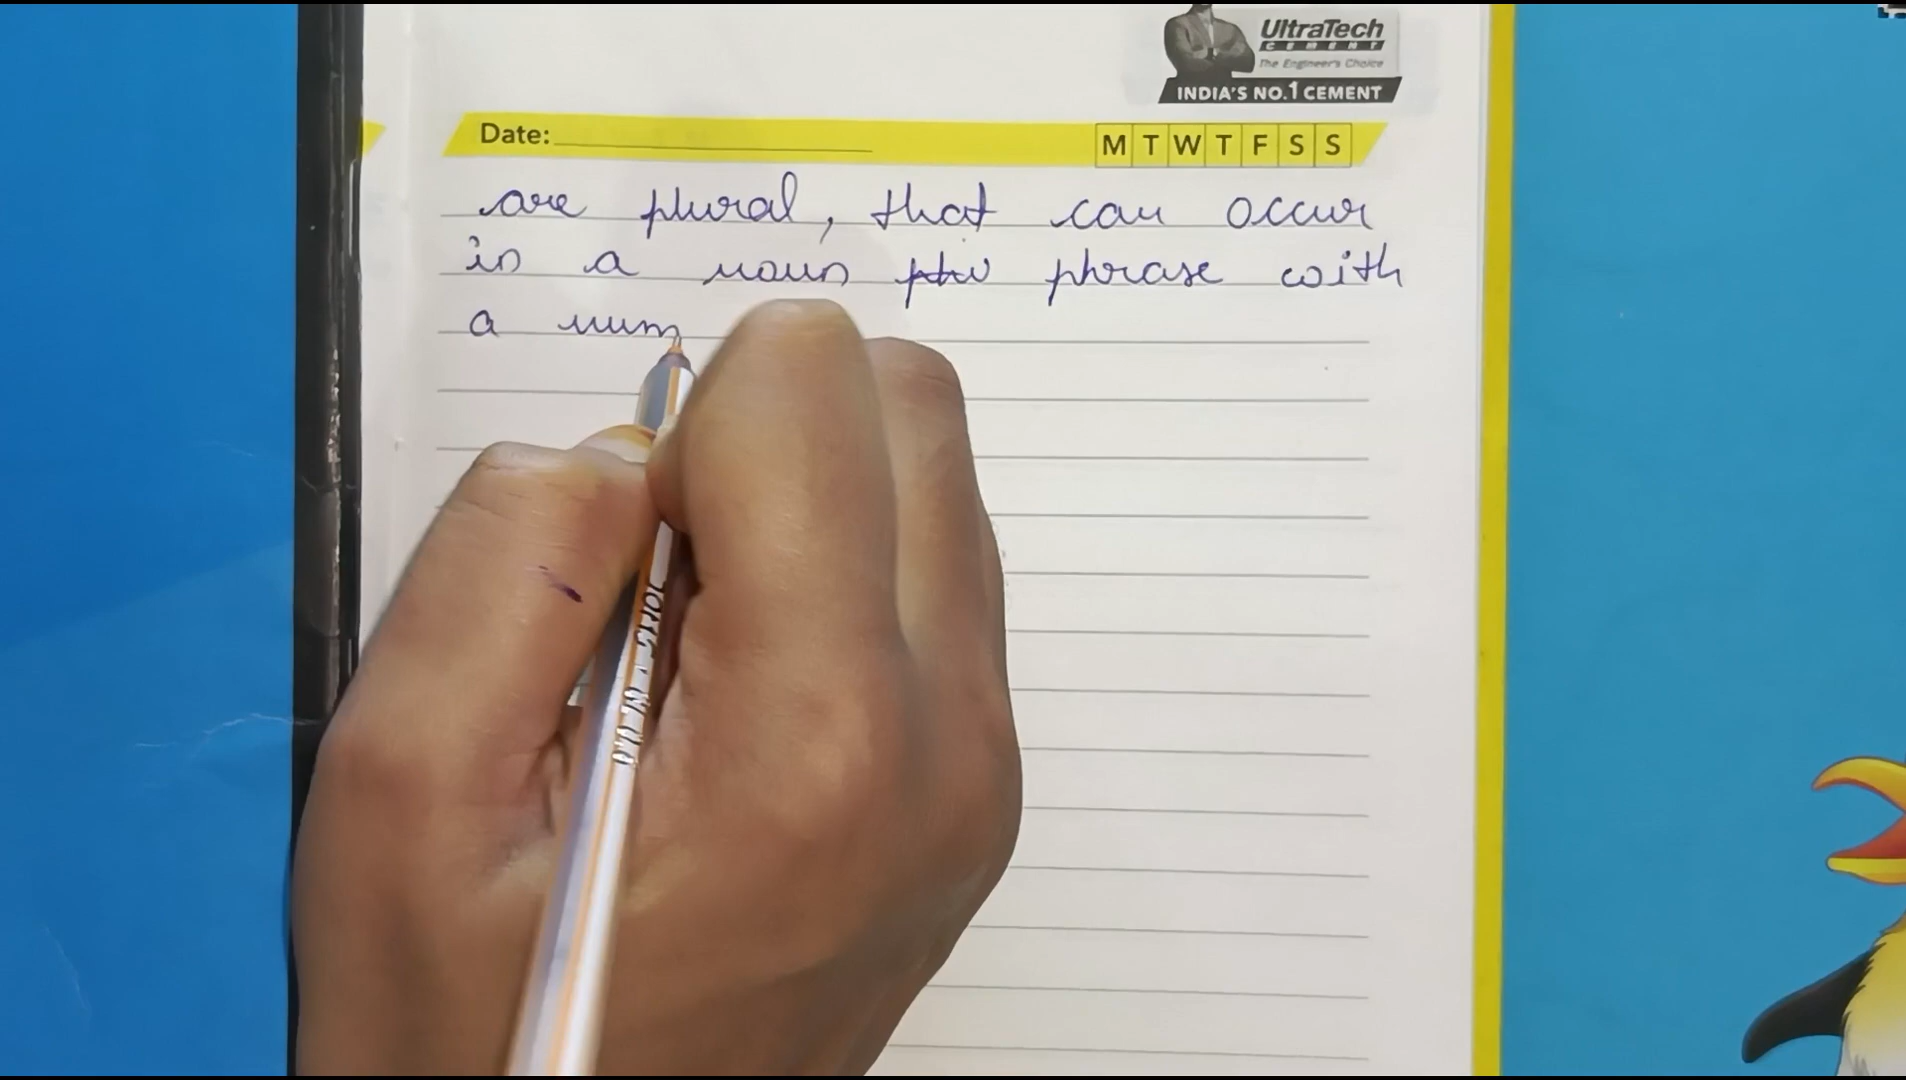 UltraTech
CEMENT
The Engineer's Choice
INDIA'S NO.1 CEMENT
Date:
M T W T F S S
are plural, that can occur
in a noun phrase with
a num